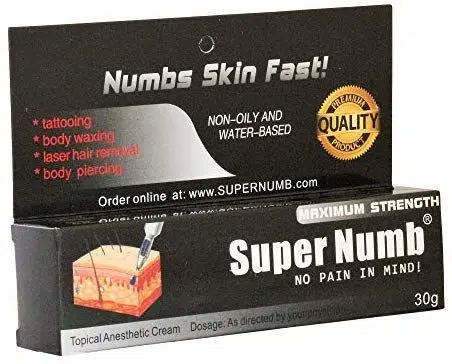 Numbs Skin Fast!
* tattooing
* body waxing
* laser hair removal
* body piercing
NON-OILY AND
WATER-BASED
PREMIUM
QUALITY
PRODUCT
Order online at: www.SUPERNUMB.com
MAXIMUM STRENGTH
Super Numb®
NO PAIN IN MIND!
30g
Topical Anesthetic Cream Dosage: As directed by your